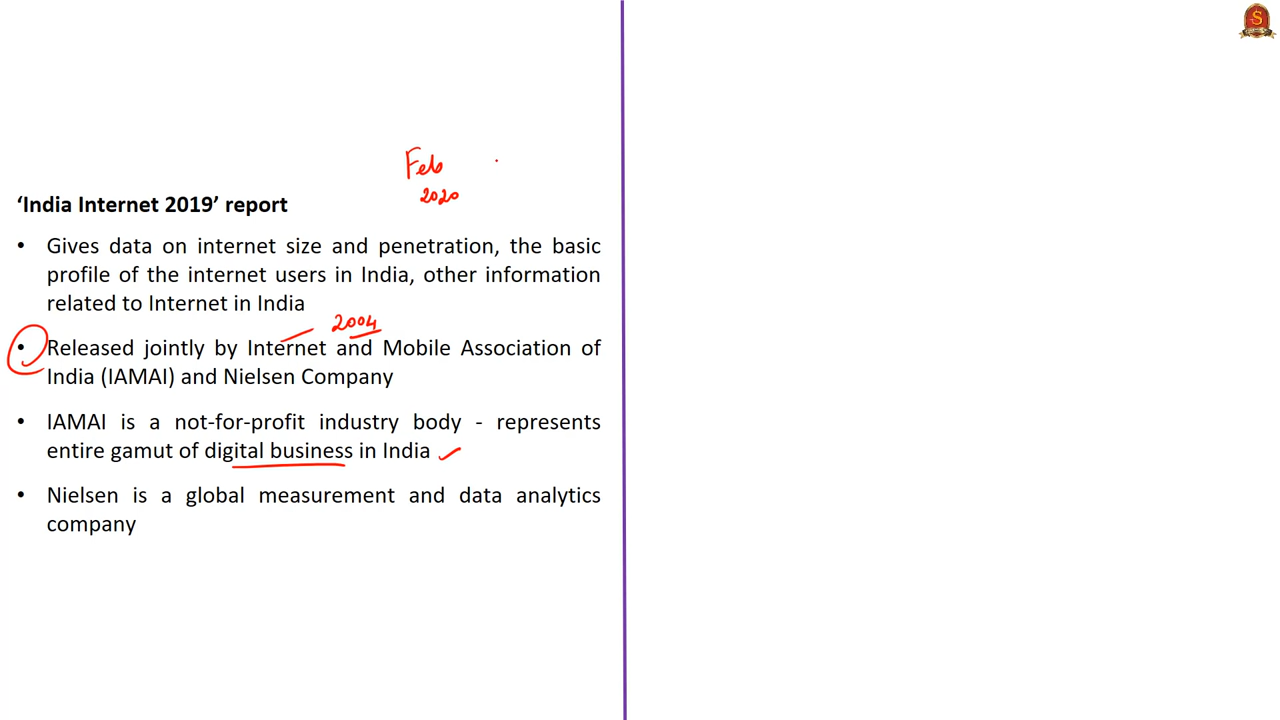 Feb
2020
‘India Internet 2019’ report
• Gives data on internet size and penetration, the basic
profile of the internet users in India, other information
related to Internet in India
2004
• Released jointly by Internet and Mobile Association of
India (IAMAI) and Nielsen Company
• IAMAI is a not-for-profit industry body - represents
entire gamut of digital business in India
• Nielsen is a global measurement and data analytics
company